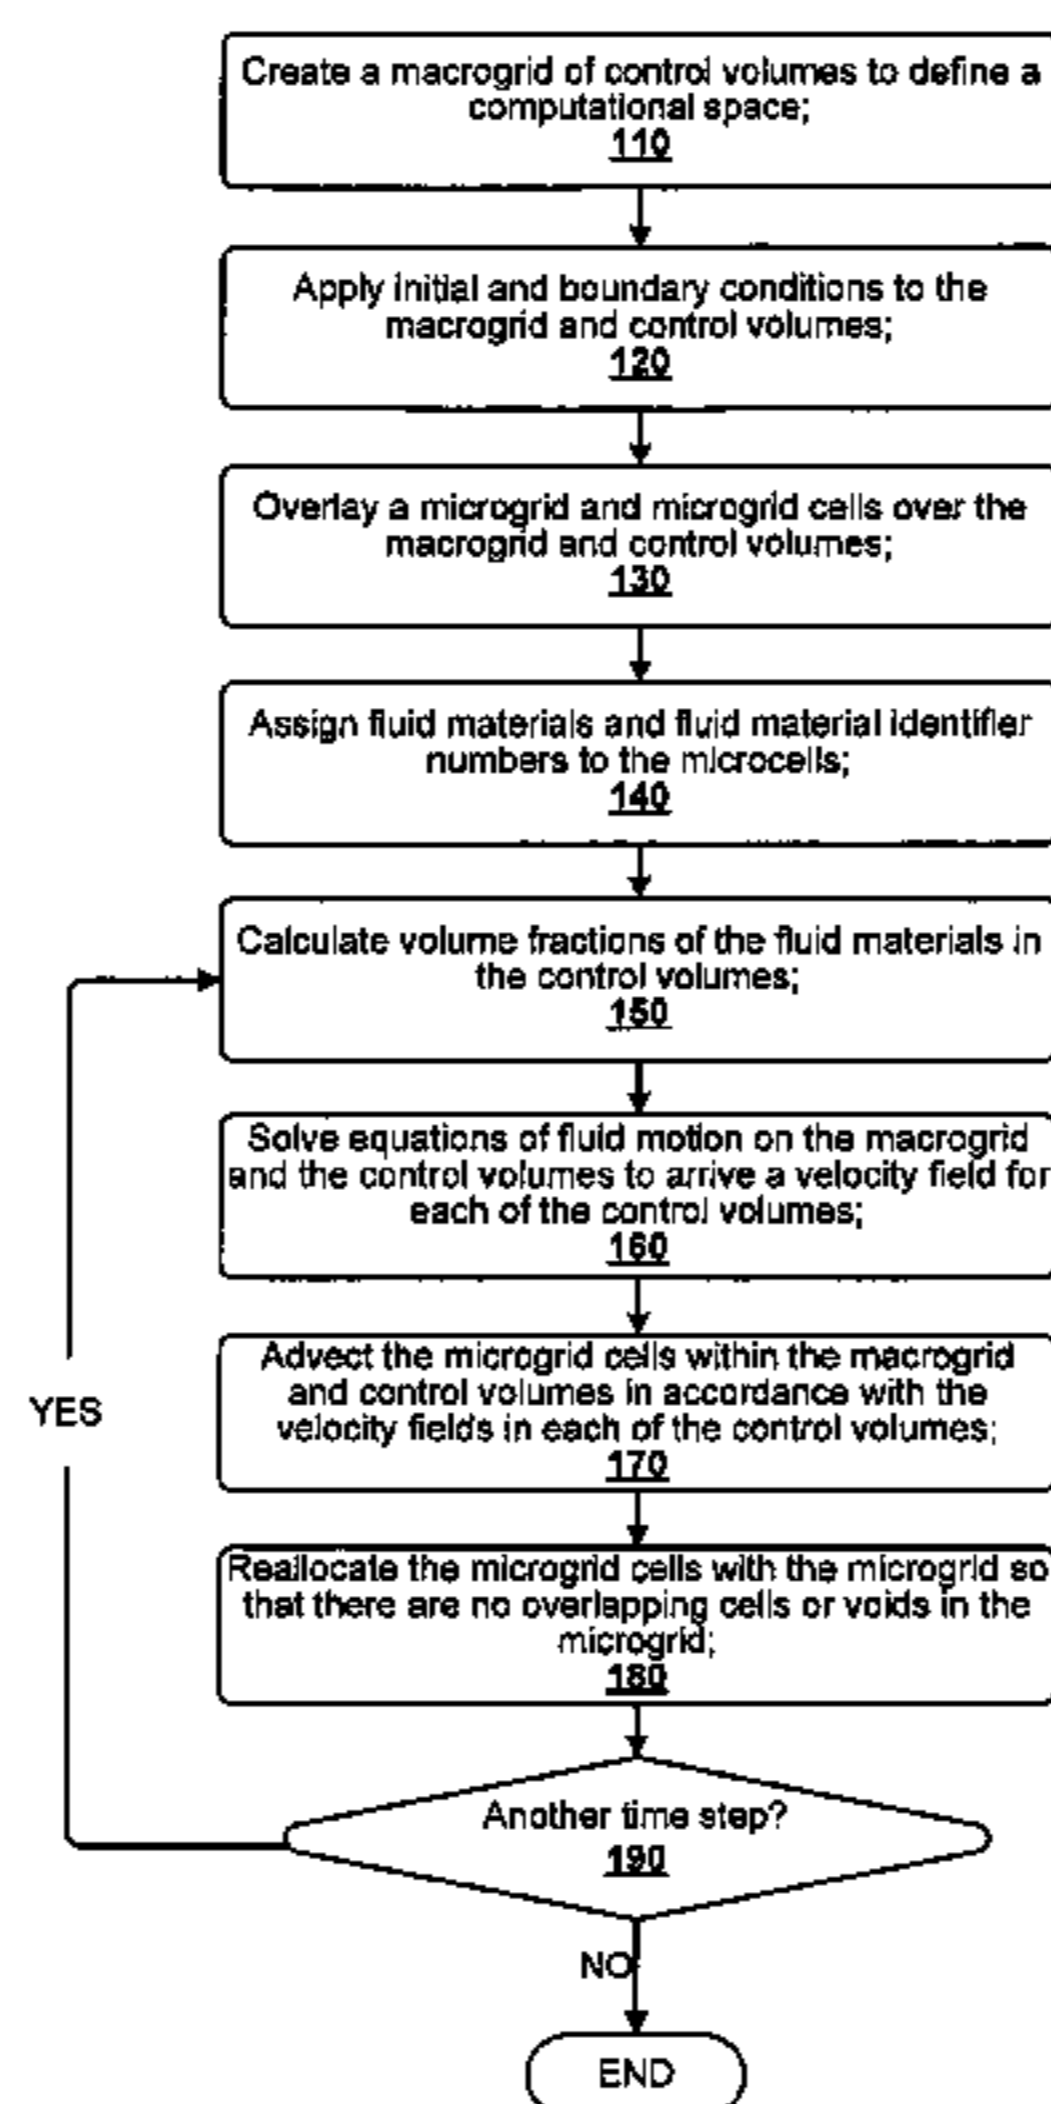 Create a macrogrid of control volumes to define a
computational space;
110
Apply initial and boundary conditions to the
macrogrid and control volumes;
120
Overlay a microgrid and microgrid cells over the
macrogrid and control volumes;
130
Assign fluid materials and fluid material identifier
numbers to the microcells;
140
Calculate volume fractions of the fluid materials in
the control volumes;
150
Solve equations of fluid motion on the macrogrid
and the control volumes to arrive a velocity field for
each of the control volumes;
160
Advect the microgrid cells within the macrogrid
and control volumes in accordance with the
velocity fields in each of the control volumes;
170
YES
Reallocate the microgrid cells with the microgrid so
that there are no overlapping cells or voids in the
microgrid;
180
Another time step?
190
NO
END